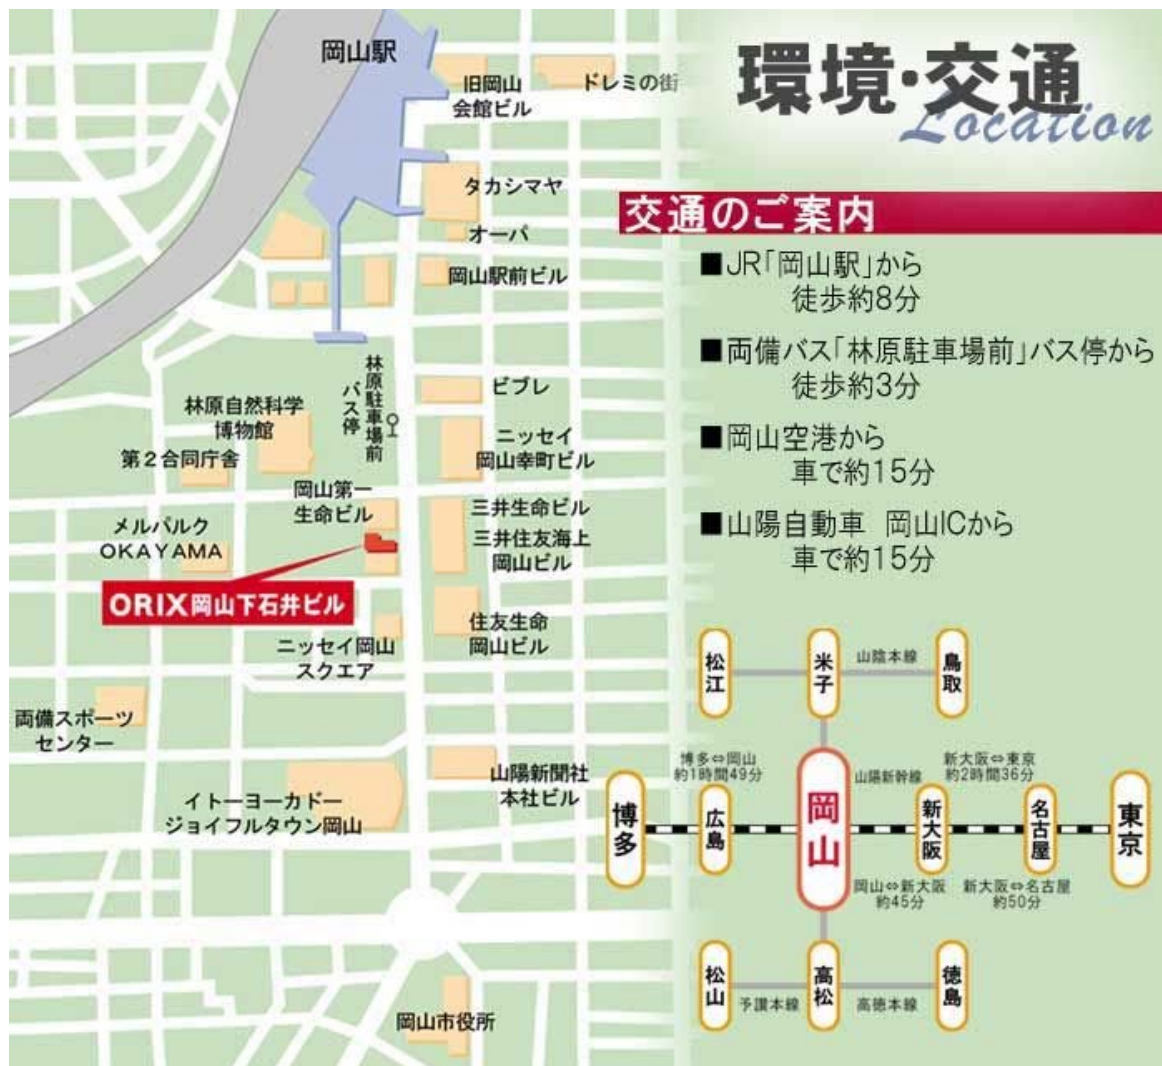 岡山駅
旧岡山
会館ビル
ドレミの街
タカシマヤ
オーパ
岡山駅前ビル
林原駐車場前
バス停
ビブレ
林原自然科学
博物館
ニッセイ
岡山幸町ビル
第2合同庁舎
岡山第一
生命ビル
三井生命ビル
メルパルク
OKAYAMA
三井住友海上
岡山ビル
ORIX岡山下石井ビル
住友生命
岡山ビル
ニッセイ岡山
スクエア
両備スポーツ
センター
山陽新聞社
本社ビル
イトーヨーカドー
ジョイフルタウン岡山
岡山市役所
環境・交通
Location
交通のご案内
■JR「岡山駅」から
徒歩約8分
■両備バス「林原駐車場前」バス停から
徒歩約3分
■岡山空港から
車で約15分
■山陽自動車 岡山ICから
車で約15分
松江
米子
山陰本線
鳥取
博多⇔岡山
約1時間49分
山陽新幹線
新大阪⇔東京
約2時間36分
博多
広島
岡山
新大阪
名古屋
東京
岡山⇔新大阪
約45分
新大阪⇔名古屋
約50分
松山
予讃本線
高松
高徳本線
徳島